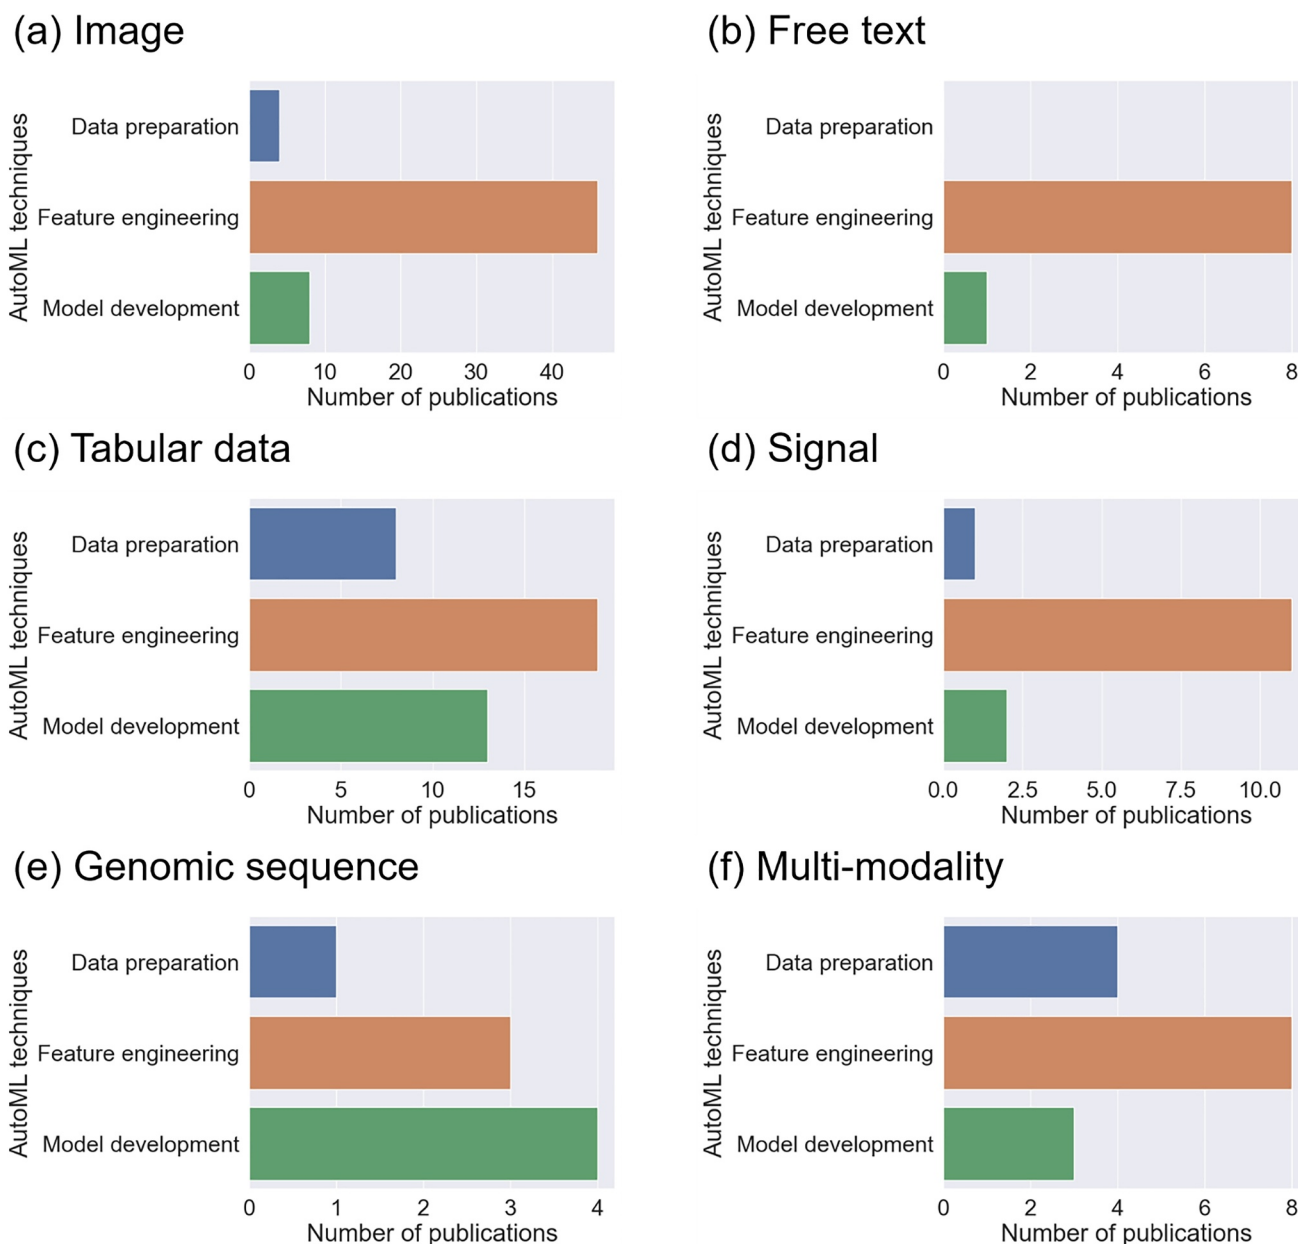 (a) Image
AutoML techniques
Data preparation
Feature engineering
Model development
0 10 20 30 40
Number of publications
(b) Free text
AutoML techniques
Data preparation
Feature engineering
Model development
0 2 4 6 8
Number of publications
(c) Tabular data
AutoML techniques
Data preparation
Feature engineering
Model development
0 5 10 15
Number of publications
(d) Signal
AutoML techniques
Data preparation
Feature engineering
Model development
0.0 2.5 5.0 7.5 10.0
Number of publications
(e) Genomic sequence
AutoML techniques
Data preparation
Feature engineering
Model development
0 1 2 3 4
Number of publications
(f) Multi-modality
AutoML techniques
Data preparation
Feature engineering
Model development
0 2 4 6 8
Number of publications